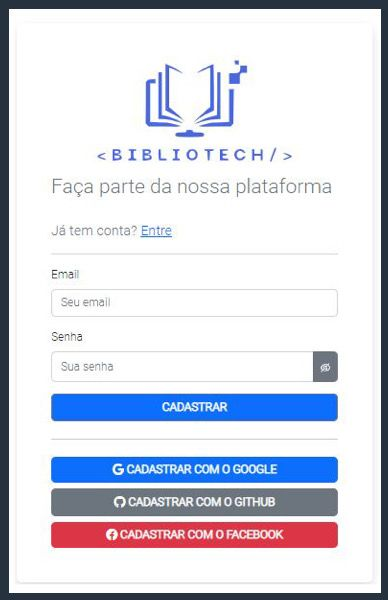 <BIBLIOTECH/>
Faça parte da nossa plataforma
Já tem conta? Entre
Email
Seu email
Senha
Sua senha
CADASTRAR
CADASTRAR COM O GOOGLE
CADASTRAR COM O GITHUB
CADASTRAR COM O FACEBOOK